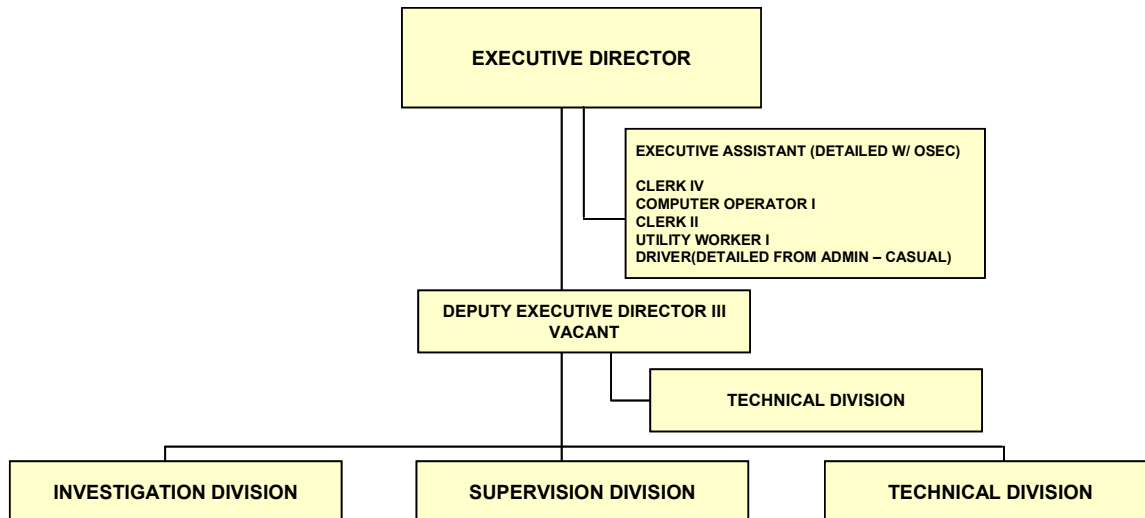 EXECUTIVE DIRECTOR
EXECUTIVE ASSISTANT (DETAILED W/ OSEC)
CLERK IV
COMPUTER OPERATOR I
CLERK II
UTILITY WORKER I
DRIVER(DETAILED FROM ADMIN – CASUAL)
DEPUTY EXECUTIVE DIRECTOR III
VACANT
TECHNICAL DIVISION
INVESTIGATION DIVISION
SUPERVISION DIVISION
TECHNICAL DIVISION